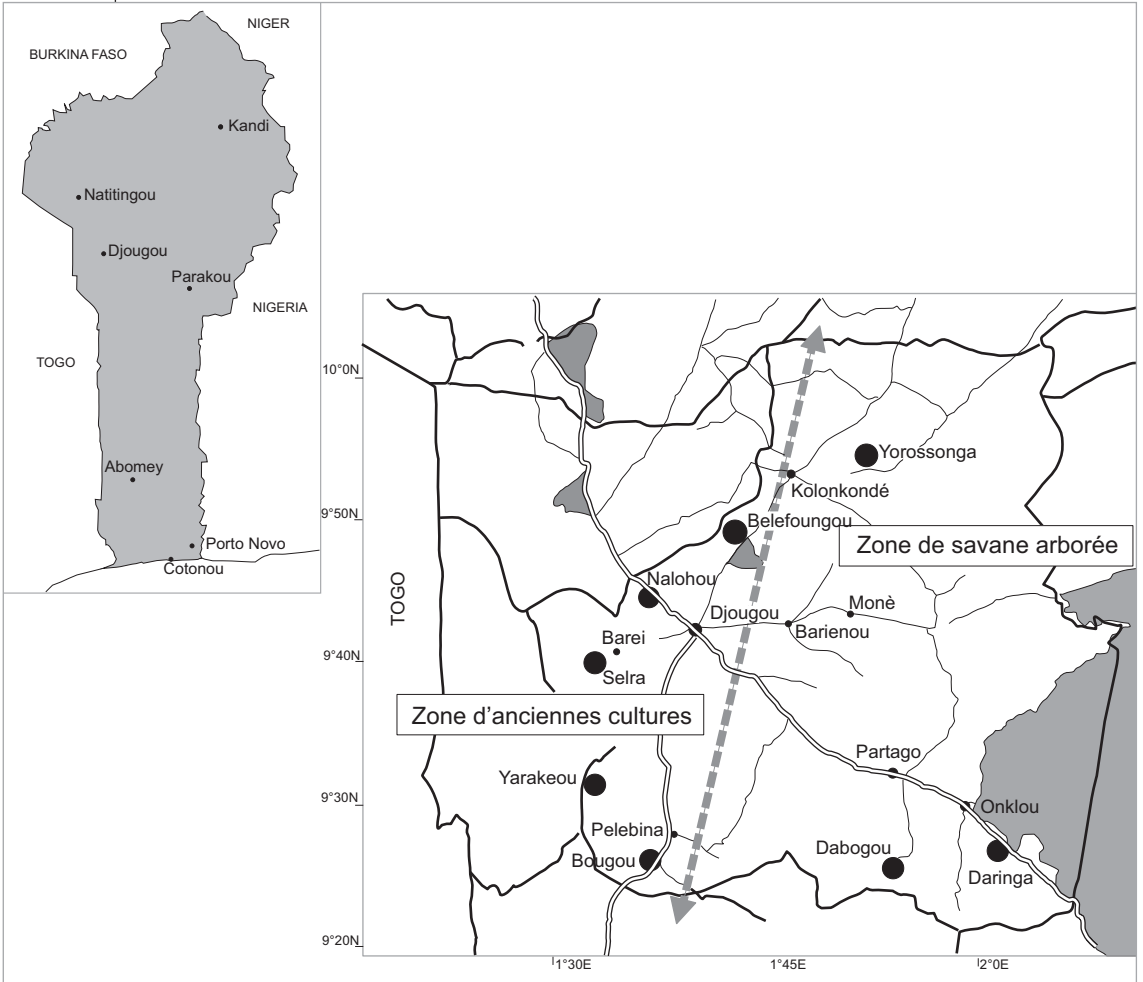 NIGER
BURKINA FASO
Kandi
Natitingou
Djougou
Parakou
NIGERIA
TOGO
Abomey
Porto Novo
Cotonou
10°0N
Yorossonga
Kolonkondé
9°50N
Belefoungou
Zone de savane arborée
Nalohou
TOGO
Djougou
Monè
Barienou
Barei
9°40N
Selra
Zone d'anciennes cultures
Partago
Yarakeou
9°30N
Onklou
Pelebina
Dabogou
Bougou
Daringa
9°20N
1°30E
1°45E
2°0E